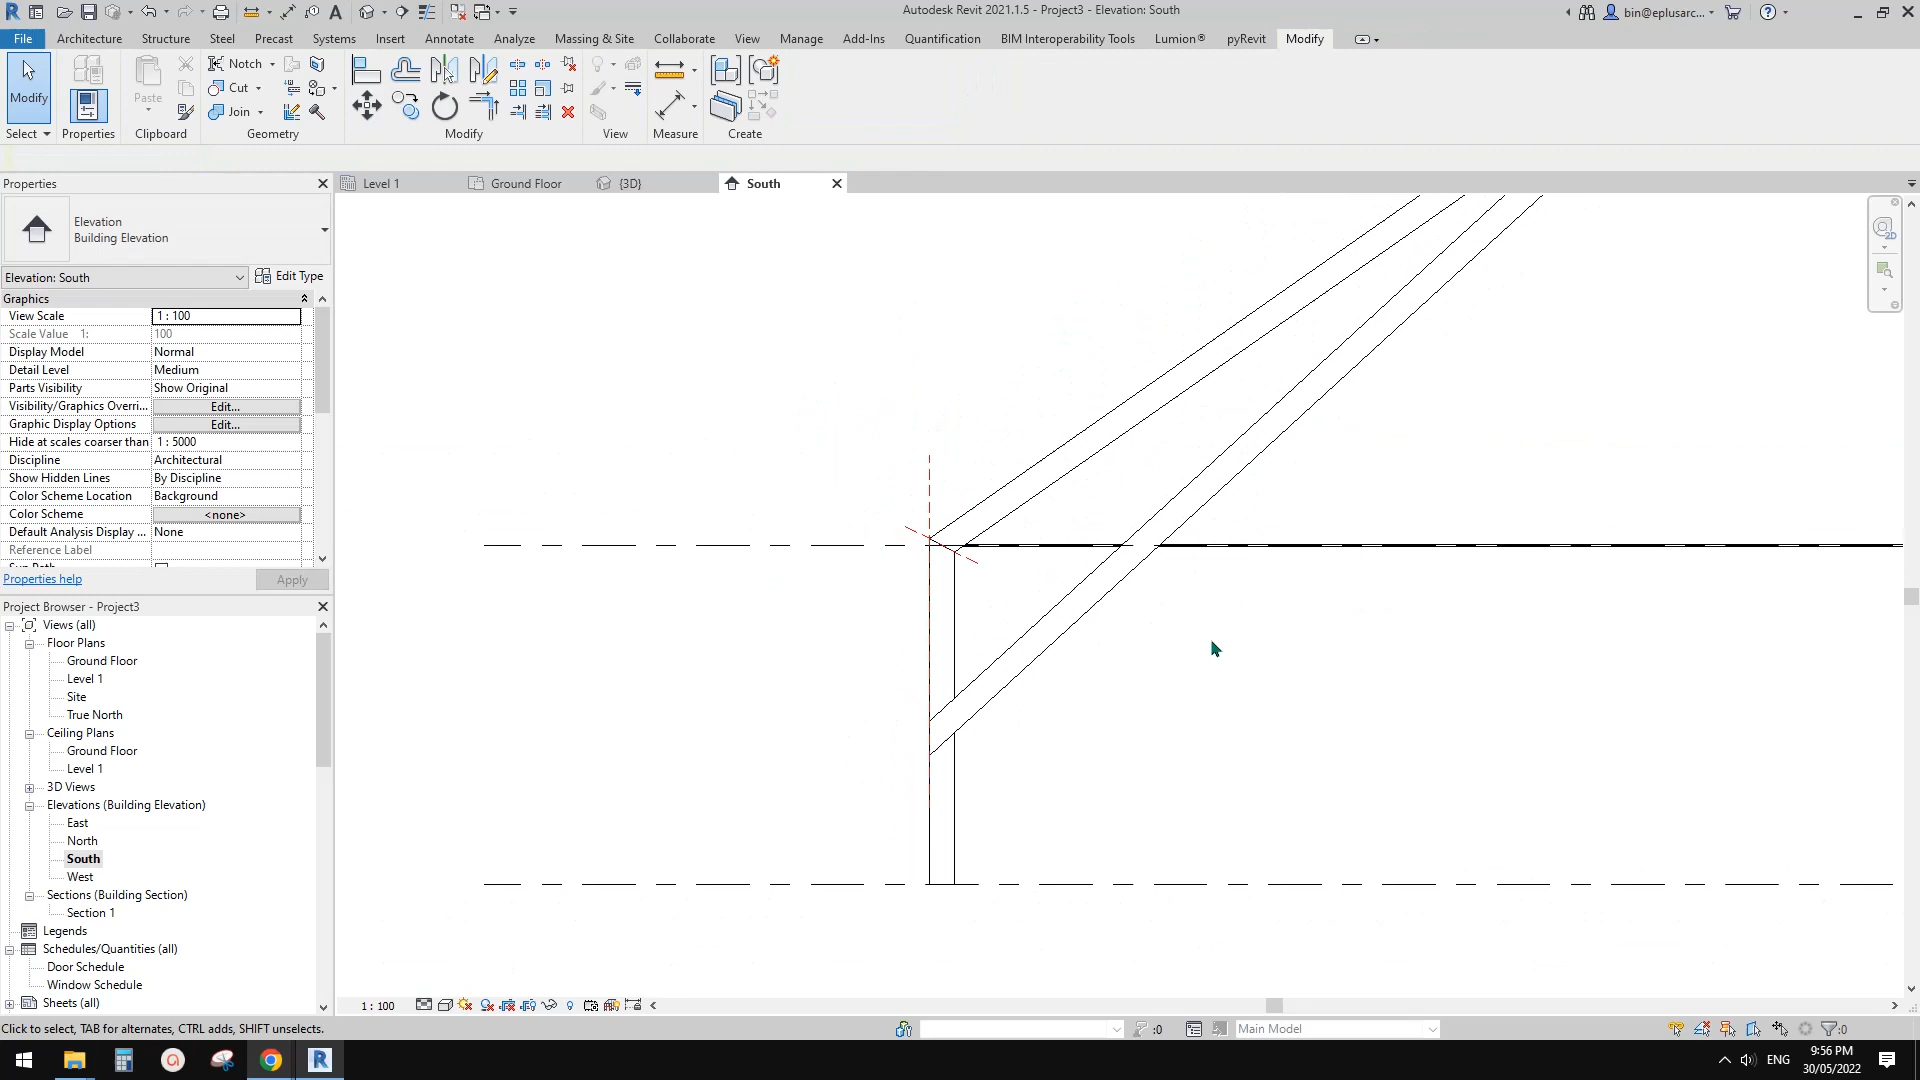 Autodesk Revit 2021.1.5 - Project3 - Elevation: South
bin@eplusarc...
File Architecture Structure Steel Precast Systems Insert Annotate Analyze Massing & Site Collaborate View Manage Add-Ins Quantification BIM Interoperability Tools Lumion® pyRevit Modify
Modify
Paste
Notch
Cut
Join
Select Properties Clipboard Geometry Modify View Measure Create
Properties
Level 1 Ground Floor {3D} South
Elevation
Building Elevation
Elevation: South Edit Type
Graphics
View Scale 1 : 100
Scale Value 1: 100
Display Model Normal
Detail Level Medium
Parts Visibility Show Original
Visibility/Graphics Overri... Edit...
Graphic Display Options Edit...
Hide at scales coarser than 1 : 5000
Discipline Architectural
Show Hidden Lines By Discipline
Color Scheme Location Background
Color Scheme <none>
Default Analysis Display ... None
Reference Label
Properties help Apply
Project Browser - Project3
Views (all)
Floor Plans
Ground Floor
Level 1
Site
True North
Ceiling Plans
Ground Floor
Level 1
3D Views
Elevations (Building Elevation)
East
North
South
West
Sections (Building Section)
Section 1
Legends
Schedules/Quantities (all)
Door Schedule
Window Schedule
Sheets (all)
2D
1 : 100
Click to select, TAB for alternates, CTRL adds, SHIFT unselects.
:0
Main Model
:0
ENG
9:56 PM
30/05/2022